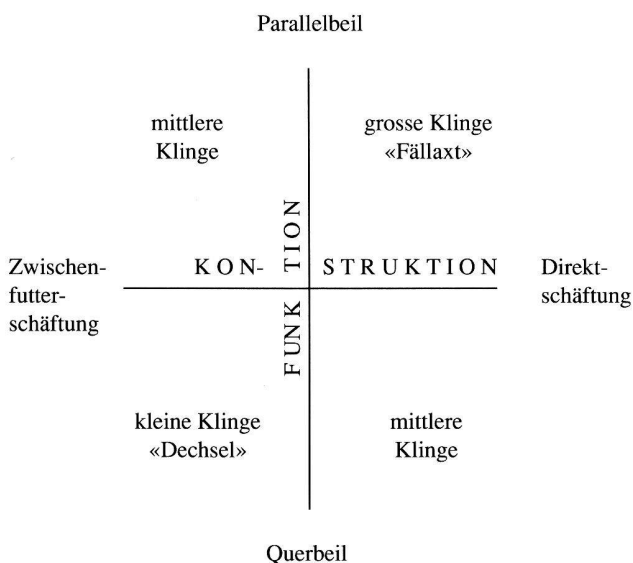 Parallelbeil
mittlere
Klinge
grosse Klinge
«Fällaxt»
Zwischen-
futter-
schäftung
KON-
STRUKTION
FUNK TION
Direkt-
schäftung
kleine Klinge
«Dechsel»
mittlere
Klinge
Querbeil